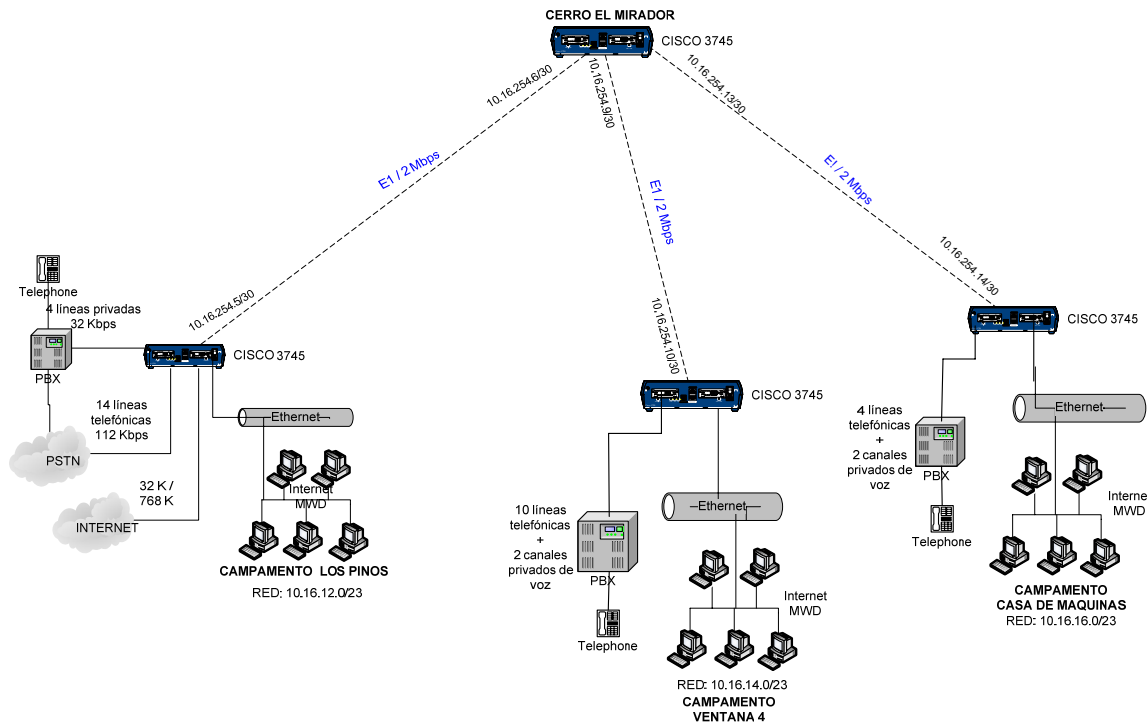 CERRO EL MIRADOR
CISCO 3745
10.16.254.6/30
10.16.254.9/30
10.16.254.13/30
E1 / 2 Mbps
E1 / 2 Mbps
EI / 2 Mbps
10.16.254.5/30
10.16.254.10/30
10.16.254.14/30
Telephone
4 líneas privadas
32 Kbps
PBX
CISCO 3745
14 líneas
telefónicas
112 Kbps
PSTN
32 K /
768 K
INTERNET
Ethernet
Internet
MWD
CAMPAMENTO LOS PINOS
RED: 10.16.12.0/23
CISCO 3745
10 líneas
telefónicas
+
2 canales
privados de
voz
PBX
Telephone
Ethernet
Internet
MWD
RED: 10.16.14.0/23
CAMPAMENTO
VENTANA 4
CISCO 3745
4 líneas
telefónicas
+
2 canales
privados de
voz
PBX
Telephone
Ethernet
Internet
MWD
CAMPAMENTO
CASA DE MAQUINAS
RED: 10.16.16.0/23